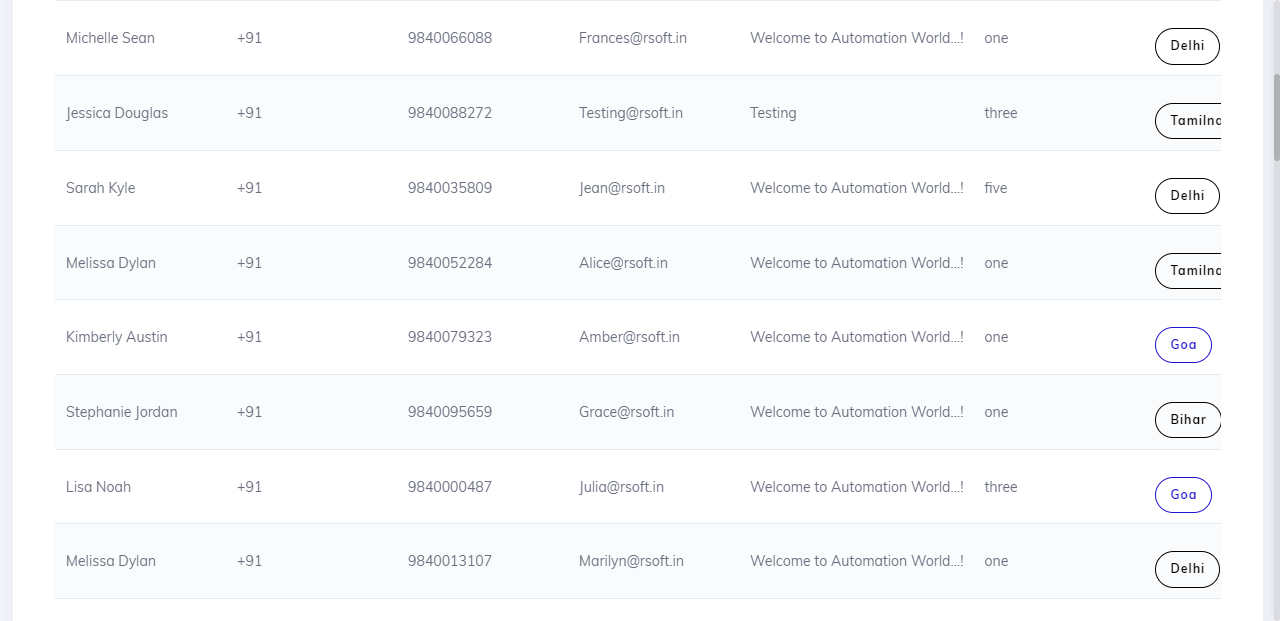 Michelle Sean +91 9840066088 Frances@rsoft.in Welcome to Automation World...! one Delhi
Jessica Douglas +91 9840088272 Testing@rsoft.in Testing three Tamilna
Sarah Kyle +91 9840035809 Jean@rsoft.in Welcome to Automation World...! five Delhi
Melissa Dylan +91 9840052284 Alice@rsoft.in Welcome to Automation World...! one Tamilna
Kimberly Austin +91 9840079323 Amber@rsoft.in Welcome to Automation World...! one Goa
Stephanie Jordan +91 9840095659 Grace@rsoft.in Welcome to Automation World...! one Bihar
Lisa Noah +91 9840000487 Julia@rsoft.in Welcome to Automation World...! three Goa
Melissa Dylan +91 9840013107 Marilyn@rsoft.in Welcome to Automation World...! one Delhi